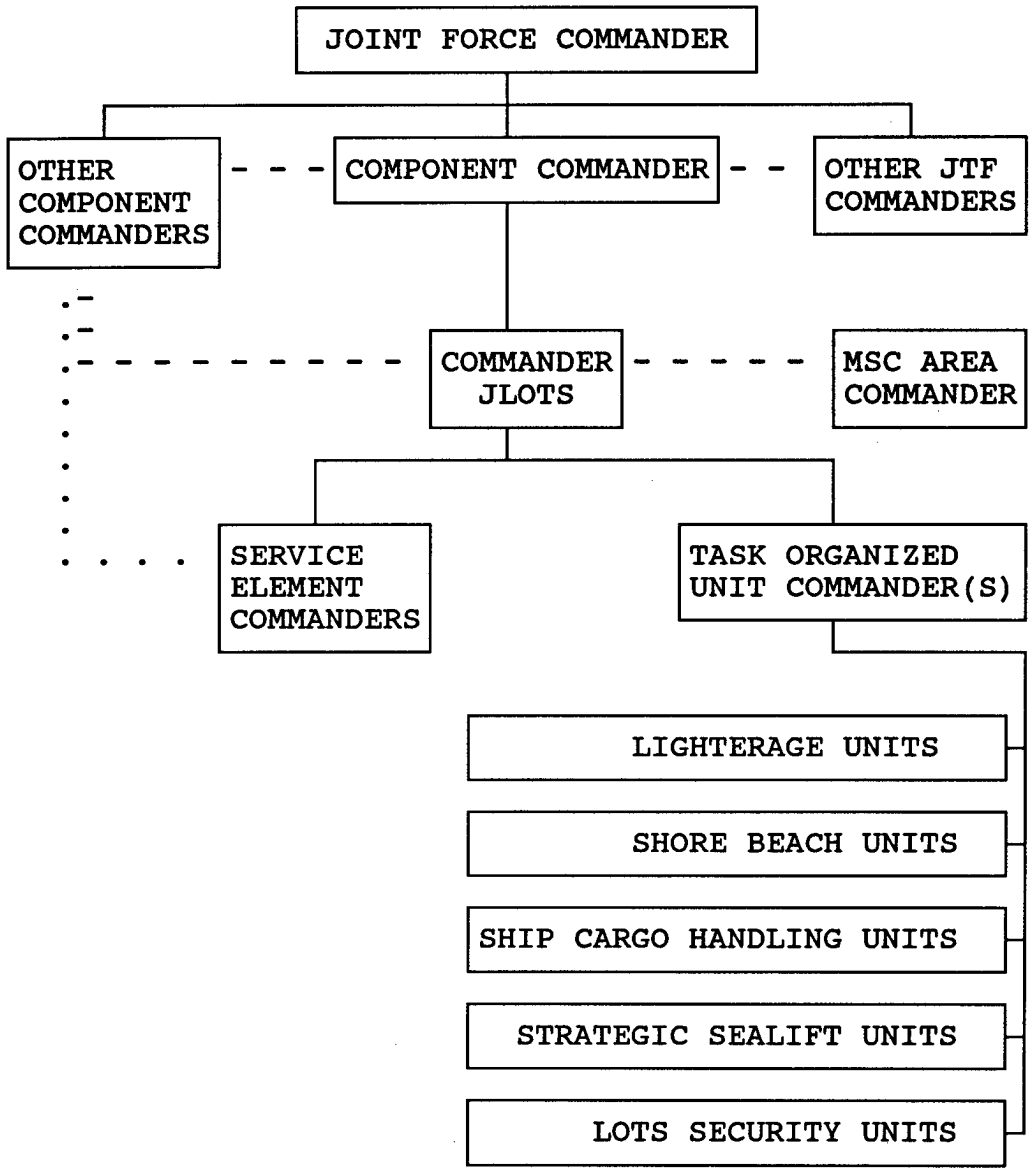 JOINT FORCE COMMANDER
OTHER
COMPONENT
COMMANDERS
COMPONENT COMMANDER
OTHER JTF
COMMANDERS
COMMANDER
JLOTS
MSC AREA
COMMANDER
SERVICE
ELEMENT
COMMANDERS
TASK ORGANIZED
UNIT COMMANDER(S)
LIGHTERAGE UNITS
SHORE BEACH UNITS
SHIP CARGO HANDLING UNITS
STRATEGIC SEALIFT UNITS
LOTS SECURITY UNITS